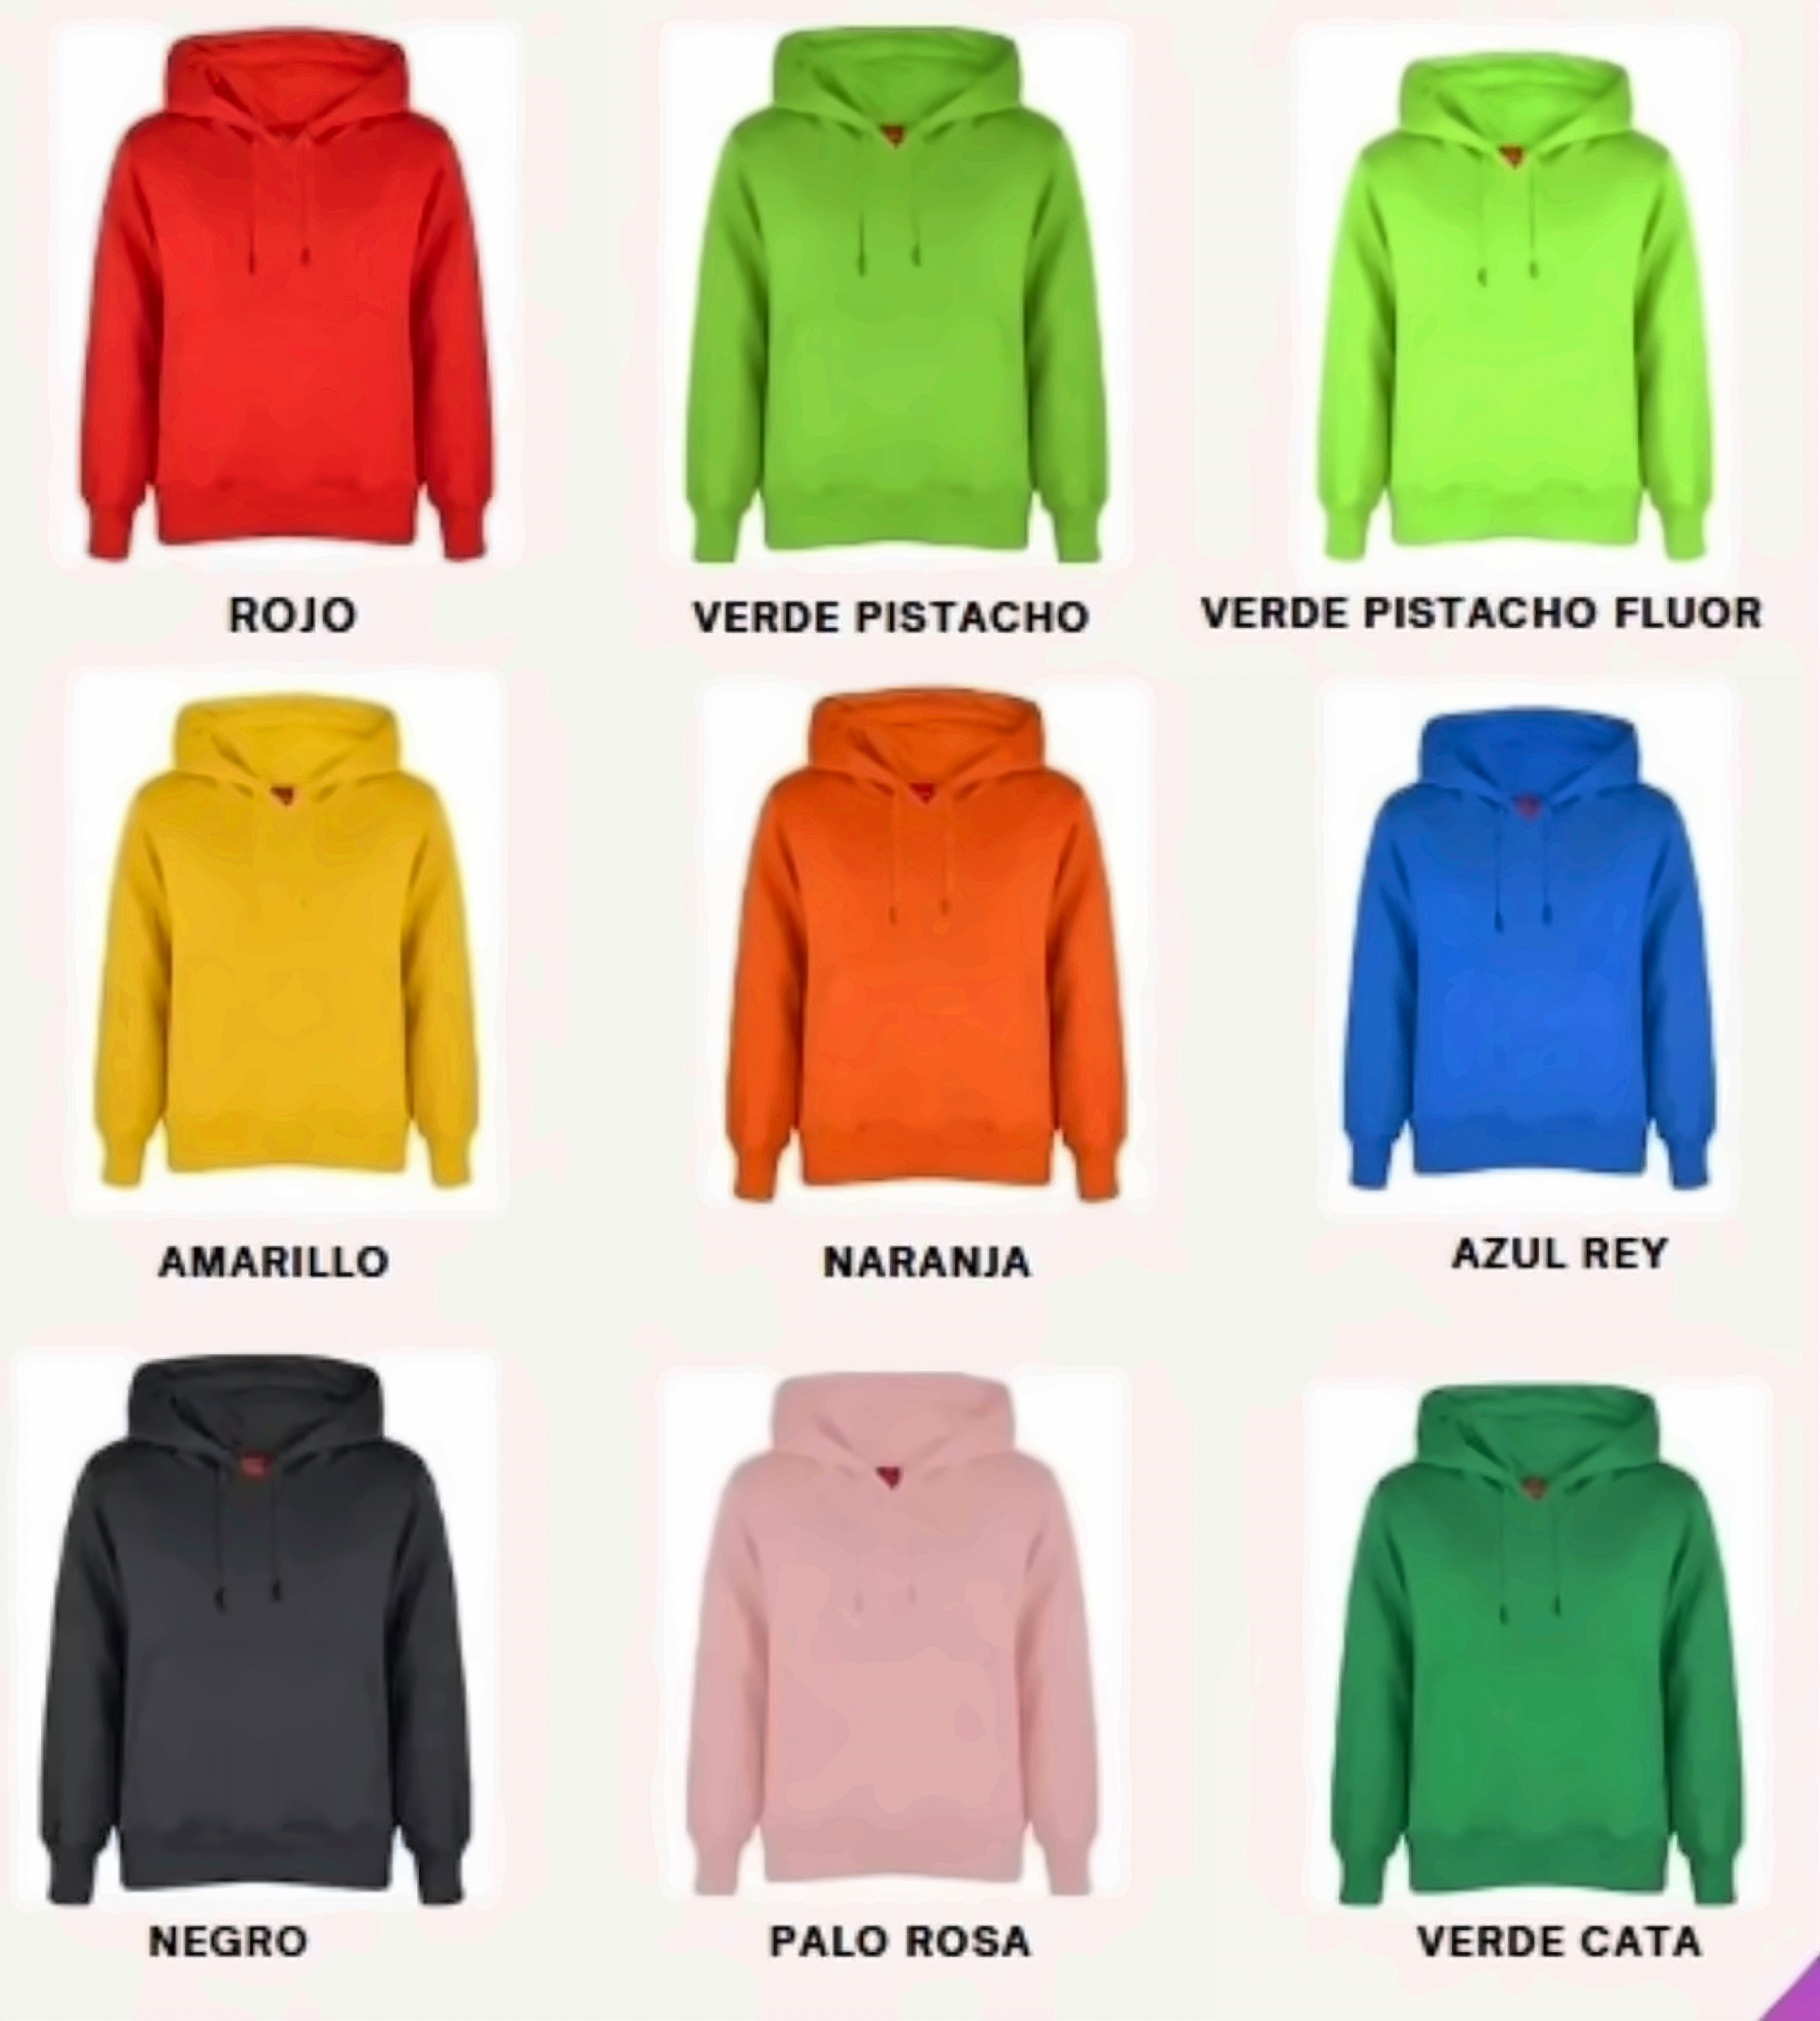 ROJO
VERDE PISTACHO
VERDE PISTACHO FLUOR
AMARILLO
NARANJA
AZUL REY
NEGRO
PALO ROSA
VERDE CATA